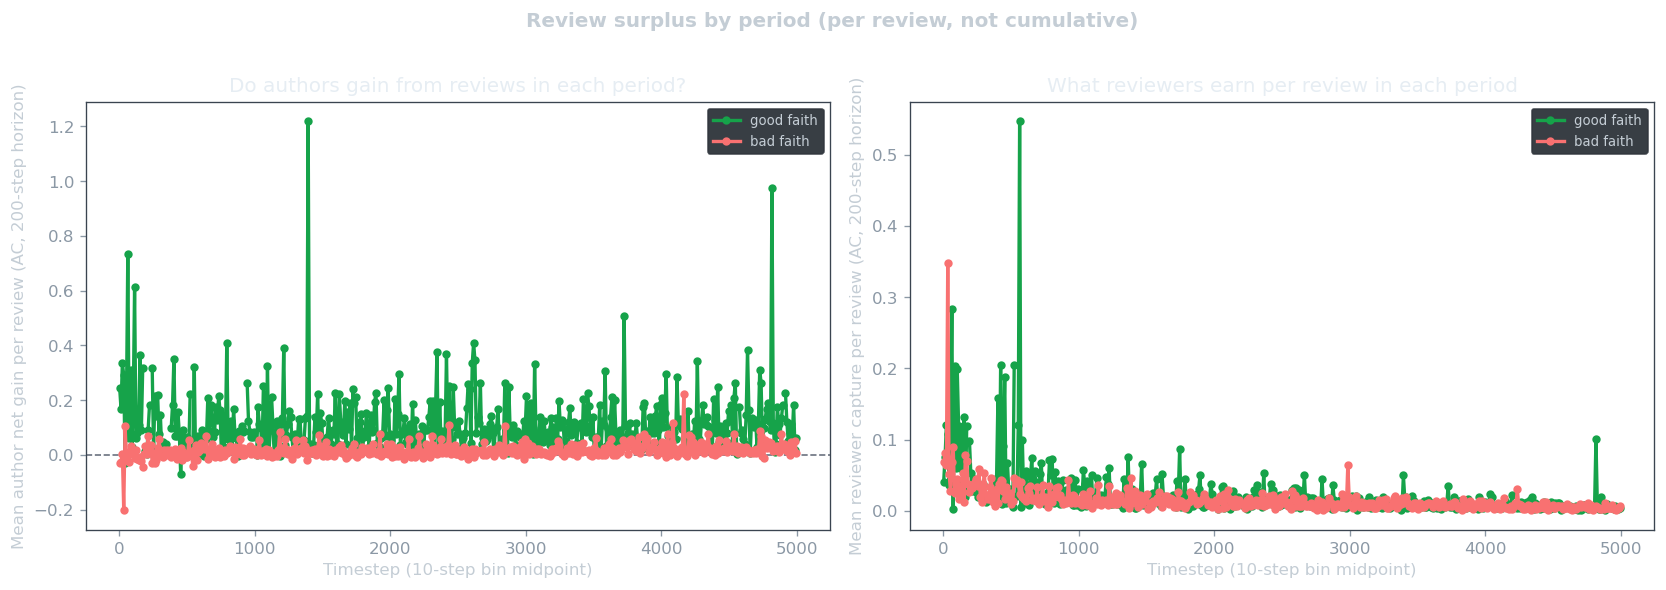 Review surplus by period (per review, not cumulative)
Do authors gain from reviews in each period?
Mean author net gain per review (AC, 200-step horizon)
1.2
1.0
0.8
0.6
0.4
0.2
0.0
−0.2
good faith
bad faith
0
1000
2000
3000
4000
5000
Timestep (10-step bin midpoint)
What reviewers earn per review in each period
Mean reviewer capture per review (AC, 200-step horizon)
0.5
0.4
0.3
0.2
0.1
0.0
good faith
bad faith
0
1000
2000
3000
4000
5000
Timestep (10-step bin midpoint)